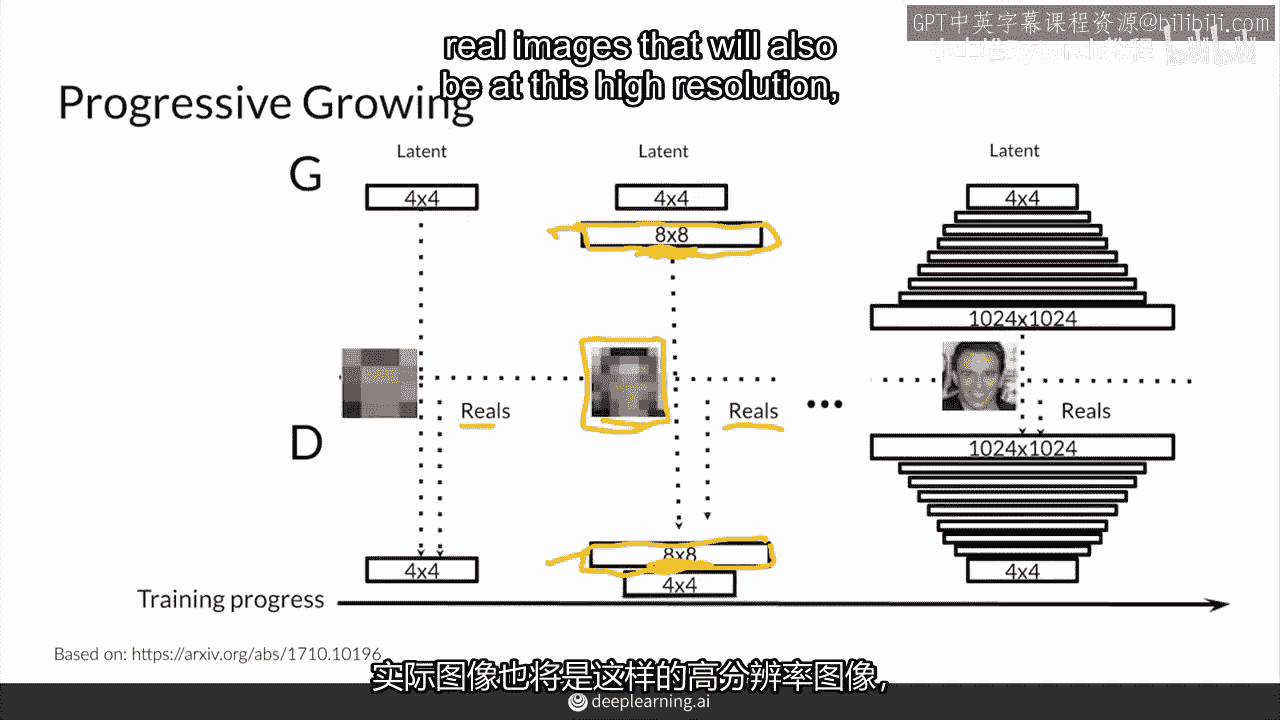 GPT中英字幕课程资源@bilibili.com
real images that will also
be at this high resolution,
Progressive Growing
Latent
Latent
Latent
G
4x4
4x4
4x4
8x8
1024x1024
Reals
Reals
...
Reals
D
1024x1024
8x8
4x4
4x4
4x4
Training progress
Based on: https://arxiv.org/abs/1710.10196
实际图像也将是这样的高分辨率图像,
deeplearning.ai